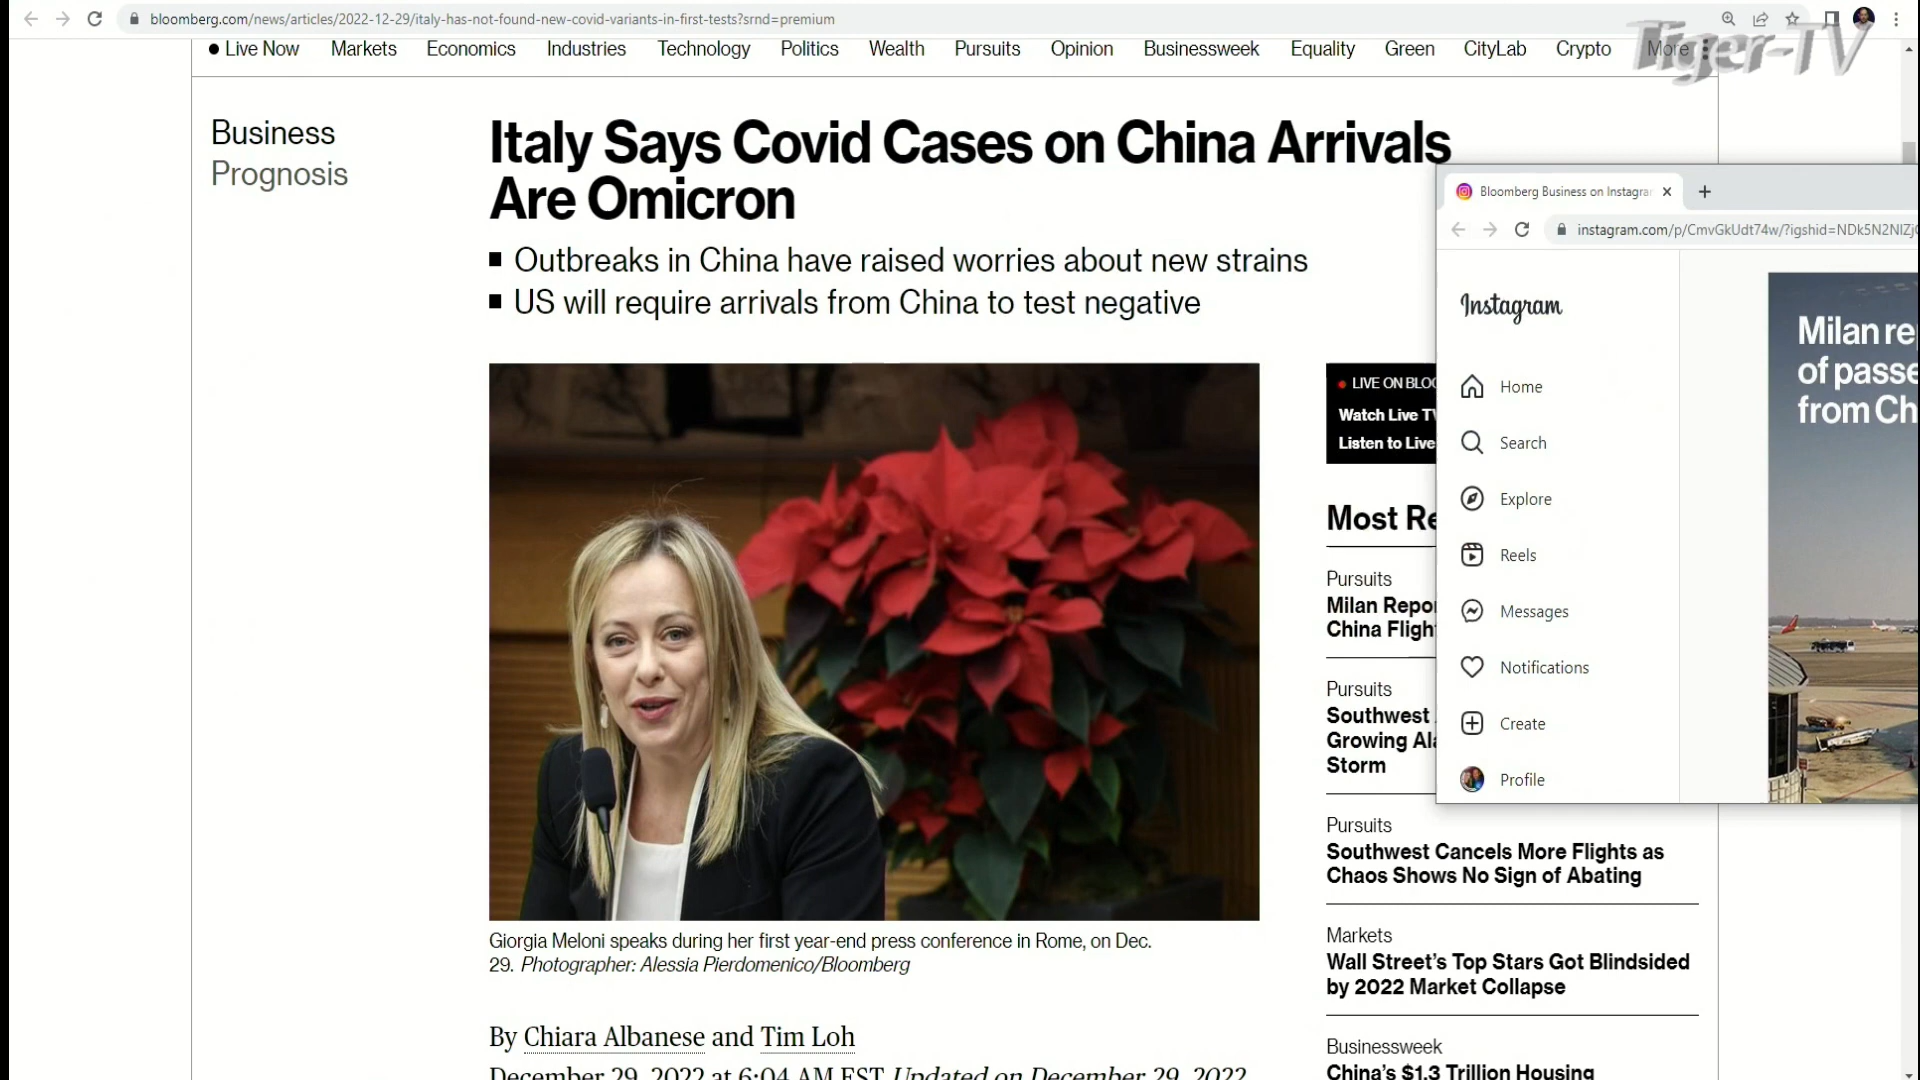 bloomberg.com/news/articles/2022-12-29/italy-has-not-found-new-covid-variants-in-first-tests?srnd=premium
Tiger-TV
Live Now Markets Economics Industries Technology Politics Wealth Pursuits Opinion Businessweek Equality Green CityLab Crypto More
Business
Prognosis
Italy Says Covid Cases on China Arrivals
Are Omicron
Outbreaks in China have raised worries about new strains
US will require arrivals from China to test negative
Giorgia Meloni speaks during her first year-end press conference in Rome, on Dec.
29. Photographer: Alessia Pierdomenico/Bloomberg
By Chiara Albanese and Tim Loh
December 29, 2022 at 6:04 AM EST Updated on December 29, 2022
LIVE ON BLO
Watch Live TV
Listen to Live
Most Re
Pursuits
Milan Repo
China Fligh
Pursuits
Southwest
Growing Al
Storm
Pursuits
Southwest Cancels More Flights as
Chaos Shows No Sign of Abating
Markets
Wall Street's Top Stars Got Blindsided
by 2022 Market Collapse
Businessweek
China's $1.3 Trillion Housing
Bloomberg Business on Instagra
instagram.com/p/CmvGkUdt74w/?igshid=NDk5N2NlZj
Instagram
Home
Search
Explore
Reels
Messages
Notifications
Create
Profile
Milan re
of passe
from Ch